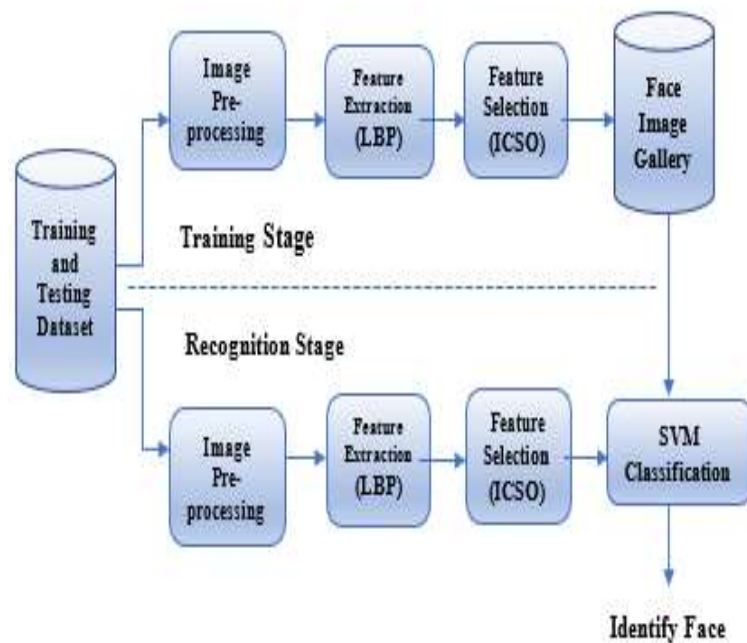 Image
Pre-
processing
Feature
Extraction
(LBP)
Feature
Selection
(ICSO)
Face
Image
Gallery
Training
and
Testing
Dataset
Training Stage
Recognition Stage
Image
Pre-
processing
Feature
Extraction
(LBP)
Feature
Selection
(ICSO)
SVM
Classification
Identify Face